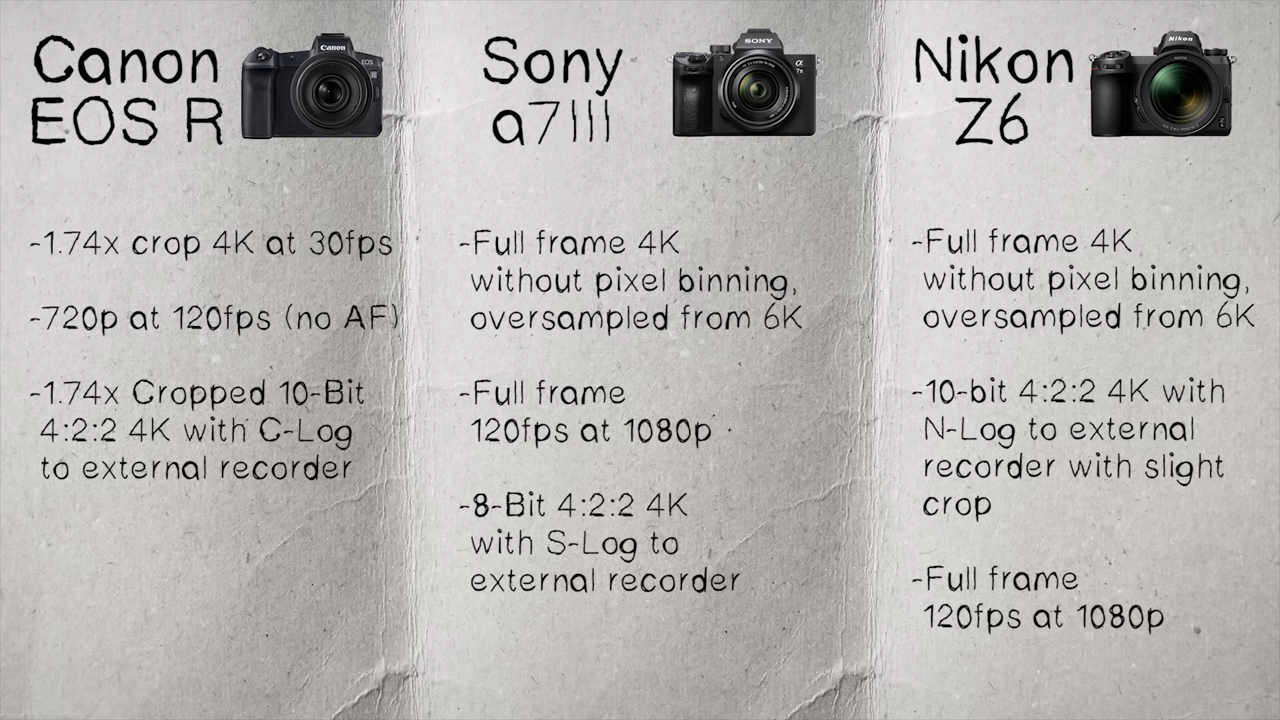 Canon
EOS R
Canon
EOS
R
-1.74x crop 4K at 30fps
-720p at 120fps (no AF)
-1.74x Cropped 10-Bit
4:2:2 4K with C-Log
to external recorder
Sony
a7III
SONY
α
-Full frame 4K
without pixel binning,
oversampled from 6K
-Full frame
120fps at 1080p
-8-Bit 4:2:2 4K
with S-Log to
external recorder
Nikon
Z6
Nikon
-Full frame 4K
without pixel binning,
oversampled from 6K
-10-bit 4:2:2 4K with
N-Log to external
recorder with slight
crop
-Full frame
120fps at 1080p